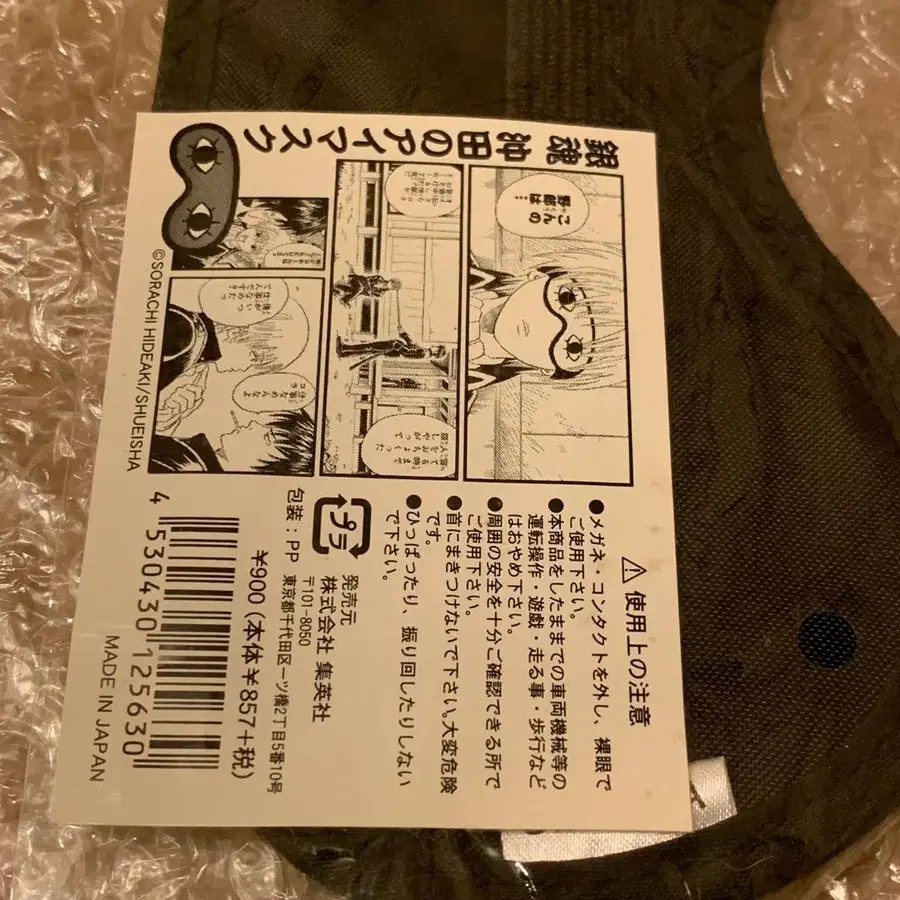 銀魂 沖田のアイマスク
こんの
野郎は…
©SORACHI HIDEAKI/SHUEISHA
⚠ 使用上の注意
●メガネ・コンタクトを外し、裸眼で
ご使用下さい。
●本商品をしたままでの車両機械等の
運転操作・遊戯・走る事・歩行など
はおやめ下さい。
●周囲の安全を十分ご確認できる所で
ご使用下さい。
●首にまきつけないで下さい。大変危険
です。
●ひっぱったり、振り回したりしない
で下さい。
プラ
包装:PP
発売元
株式会社 集英社
〒101-8050
東京都千代田区一ツ橋2丁目5番10号
¥900(本体¥857+税)
4 530430 125630
MADE IN JAPAN